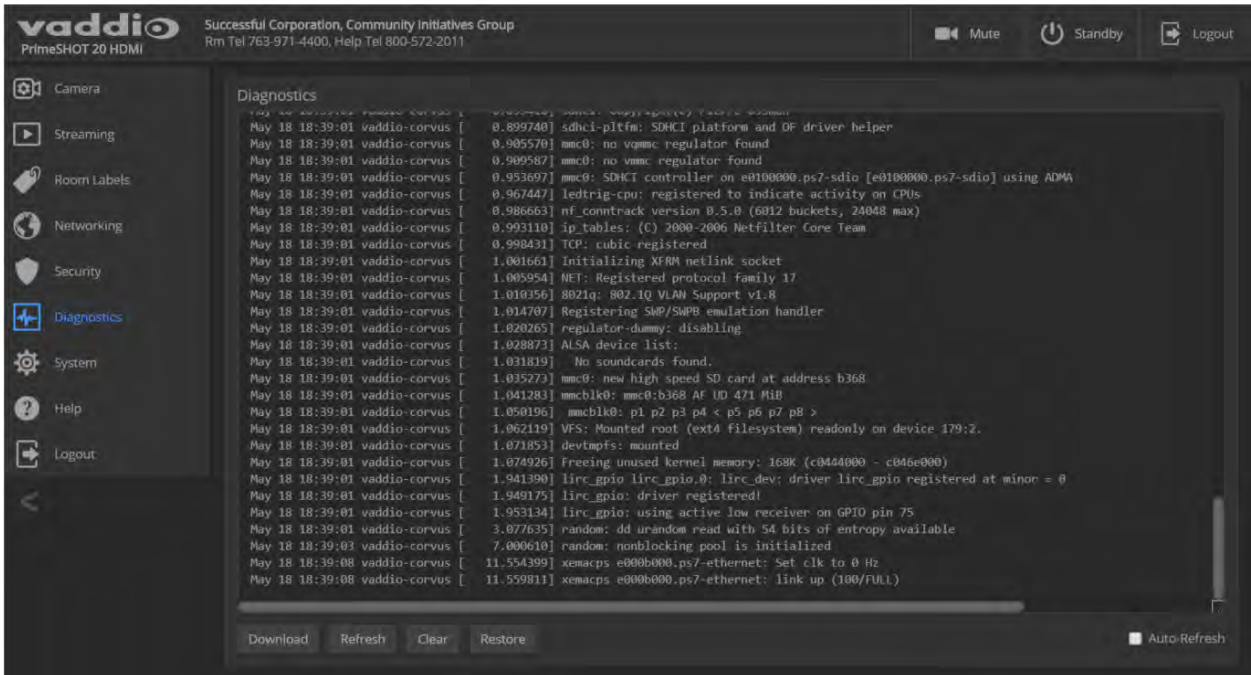 vaddio
PrimeSHOT 20 HDMI
Successful Corporation, Community Initiatives Group
Rm Tel 763-971-4400, Help Tel 800-572-2011
Mute
Standby
Logout
Camera
Streaming
Room Labels
Networking
Security
Diagnostics
System
Help
Logout
<
Diagnostics
May 18 18:39:01 vaddio-corvus [ 0.899740] sdhci-pltfm: SDHCI platform and OF driver helper
May 18 18:39:01 vaddio-corvus [ 0.905570] mmc0: no vqmmc regulator found
May 18 18:39:01 vaddio-corvus [ 0.909587] mmc0: no vmmc regulator found
May 18 18:39:01 vaddio-corvus [ 0.953697] mmc0: SDHCI controller on e0100000.ps7-sdio [e0100000.ps7-sdio] using ADMA
May 18 18:39:01 vaddio-corvus [ 0.967447] ledtrig-cpu: registered to indicate activity on CPUs
May 18 18:39:01 vaddio-corvus [ 0.986663] nf_conntrack version 0.5.0 (6012 buckets, 24048 max)
May 18 18:39:01 vaddio-corvus [ 0.993110] ip_tables: (C) 2000-2006 Netfilter Core Team
May 18 18:39:01 vaddio-corvus [ 0.998431] TCP: cubic registered
May 18 18:39:01 vaddio-corvus [ 1.001661] Initializing XFRM netlink socket
May 18 18:39:01 vaddio-corvus [ 1.005954] NET: Registered protocol family 17
May 18 18:39:01 vaddio-corvus [ 1.010356] 8021q: 802.1Q VLAN Support v1.8
May 18 18:39:01 vaddio-corvus [ 1.014707] Registering SWP/SWPB emulation handler
May 18 18:39:01 vaddio-corvus [ 1.020265] regulator-dummy: disabling
May 18 18:39:01 vaddio-corvus [ 1.028873] ALSA device list:
May 18 18:39:01 vaddio-corvus [ 1.031819] No soundcards found.
May 18 18:39:01 vaddio-corvus [ 1.035273] mmc0: new high speed SD card at address b368
May 18 18:39:01 vaddio-corvus [ 1.041283] mmcblk0: mmc0:b368 AF UD 471 MiB
May 18 18:39:01 vaddio-corvus [ 1.050196] mmcblk0: p1 p2 p3 p4 < p5 p6 p7 p8 >
May 18 18:39:01 vaddio-corvus [ 1.062119] VFS: Mounted root (ext4 filesystem) readonly on device 179:2.
May 18 18:39:01 vaddio-corvus [ 1.071853] devtmpfs: mounted
May 18 18:39:01 vaddio-corvus [ 1.074926] Freeing unused kernel memory: 168K (c0444000 - c046e000)
May 18 18:39:01 vaddio-corvus [ 1.941390] lirc_gpio lirc_gpio.0: lirc_dev: driver lirc_gpio registered at minor = 0
May 18 18:39:01 vaddio-corvus [ 1.949175] lirc_gpio: driver registered!
May 18 18:39:01 vaddio-corvus [ 1.953134] lirc_gpio: using active low receiver on GPIO pin 75
May 18 18:39:01 vaddio-corvus [ 3.077635] random: dd urandom read with 54 bits of entropy available
May 18 18:39:03 vaddio-corvus [ 7.000610] random: nonblocking pool is initialized
May 18 18:39:08 vaddio-corvus [ 11.554399] xemacps e000b000.ps7-ethernet: Set clk to 0 Hz
May 18 18:39:08 vaddio-corvus [ 11.559811] xemacps e000b000.ps7-ethernet: link up (100/FULL)
Download
Refresh
Clear
Restore
Auto-Refresh